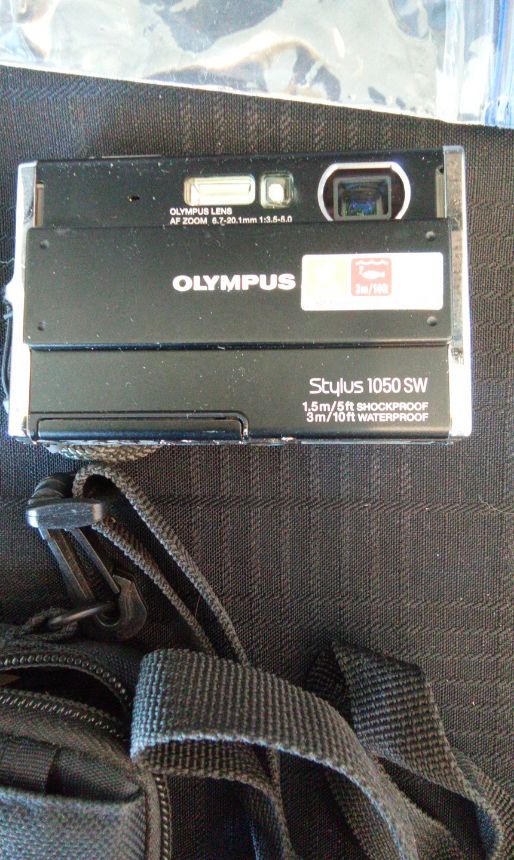 OLYMPUS LENS
AF ZOOM 6.7-20.1mm 1:3.5-5.0
OLYMPUS
3m/10ft
Stylus 1050 SW
1.5m/5ft SHOCKPROOF
3m/10ft WATERPROOF